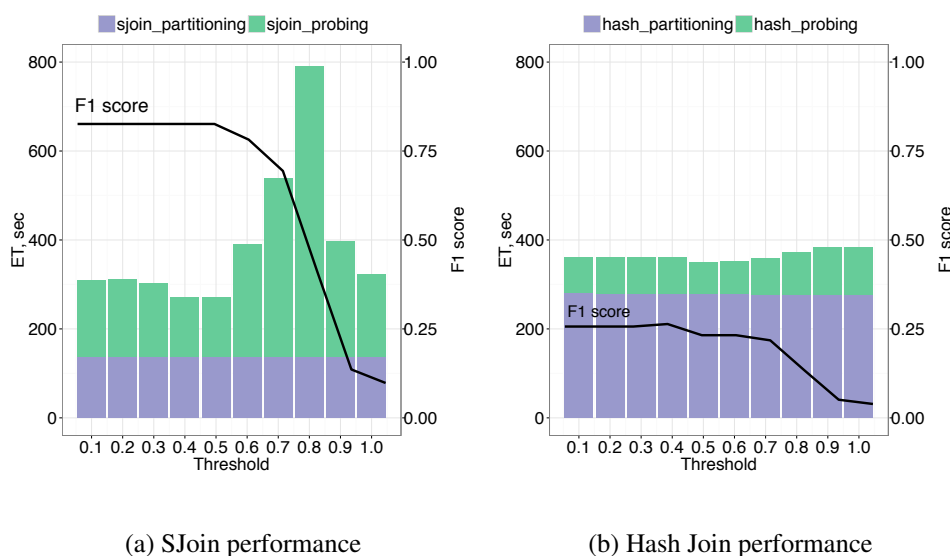 sjoin_partitioning sjoin_probing
800
600
400
200
0
ET, sec
F1 score
1.00
0.75
0.50
0.25
0.00
F1 score
0.1 0.2 0.3 0.4 0.5 0.6 0.7 0.8 0.9 1.0
Threshold
(a) SJoin performance
hash_partitioning hash_probing
800
600
400
200
0
ET, sec
F1 score
1.00
0.75
0.50
0.25
0.00
F1 score
0.1 0.2 0.3 0.4 0.5 0.6 0.7 0.8 0.9 1.0
Threshold
(b) Hash Join performance